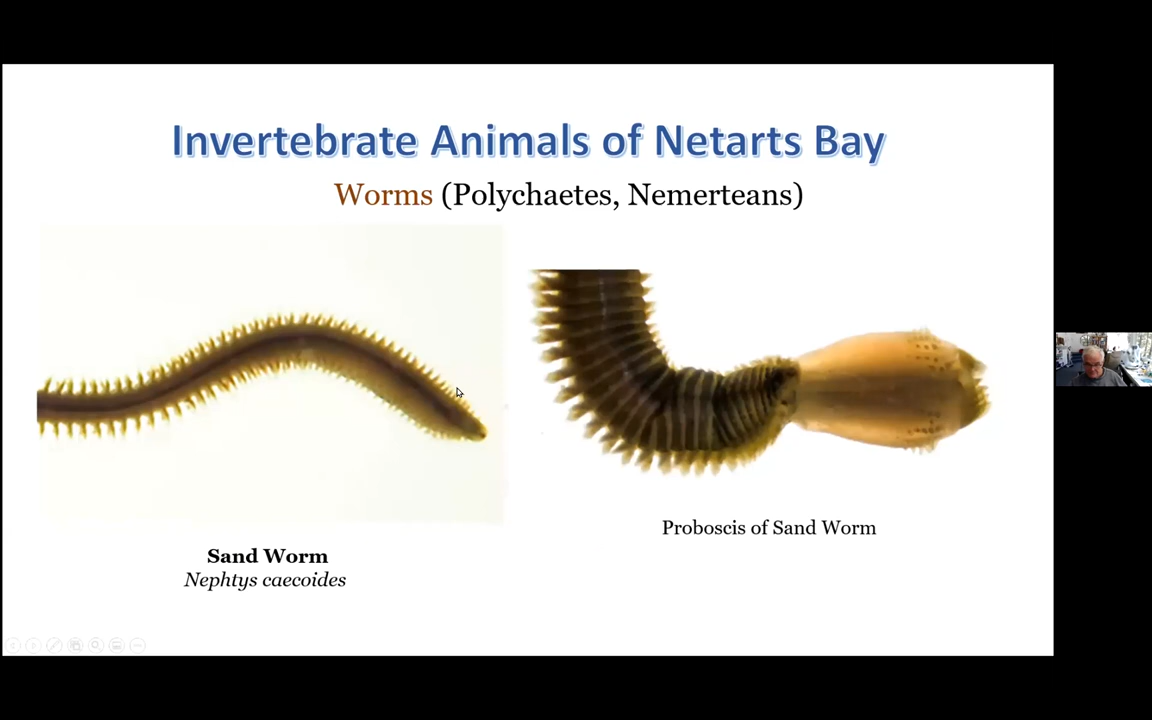 Invertebrate Animals of Netarts Bay
Worms (Polychaetes, Nemerteans)
Proboscis of Sand Worm
Sand Worm
Nephtys caecoides